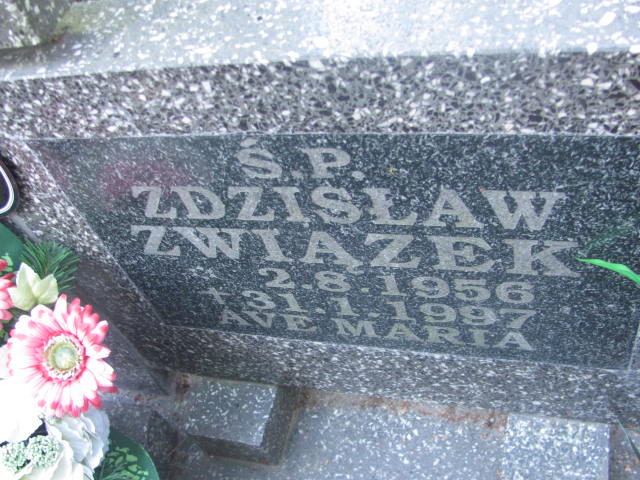 Ś.P.
ZDZISŁAW
ZWIĄZEK
2.8.1956
+31.1.1997
AVE MARIA